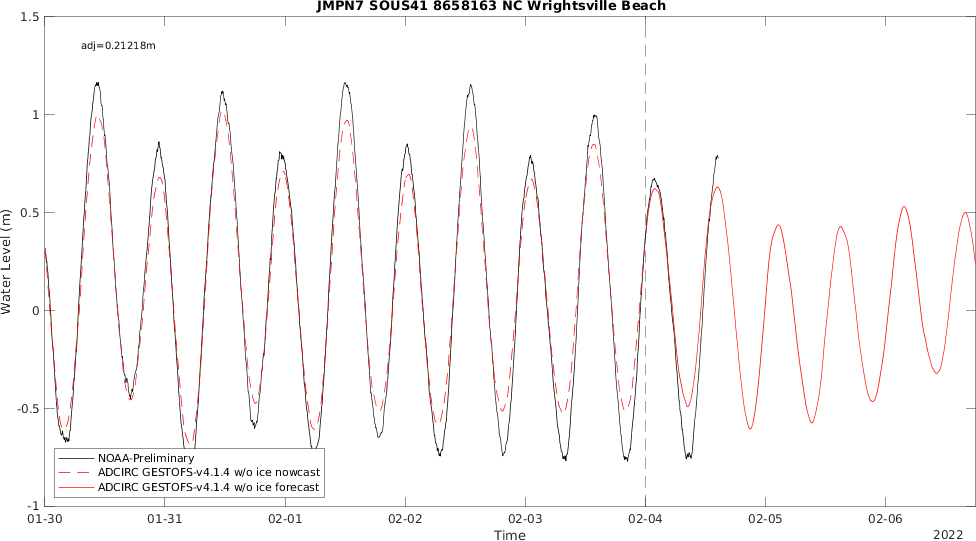 JMPN7 SOUS41 8658163 NC Wrightsville Beach
adj=0.21218m
1.5
1
0.5
0
-0.5
-1
Water Level (m)
NOAA-Preliminary
ADCIRC GESTOFS-v4.1.4 w/o ice nowcast
ADCIRC GESTOFS-v4.1.4 w/o ice forecast
01-30 01-31 02-01 02-02 02-03 02-04 02-05 02-06
Time
2022